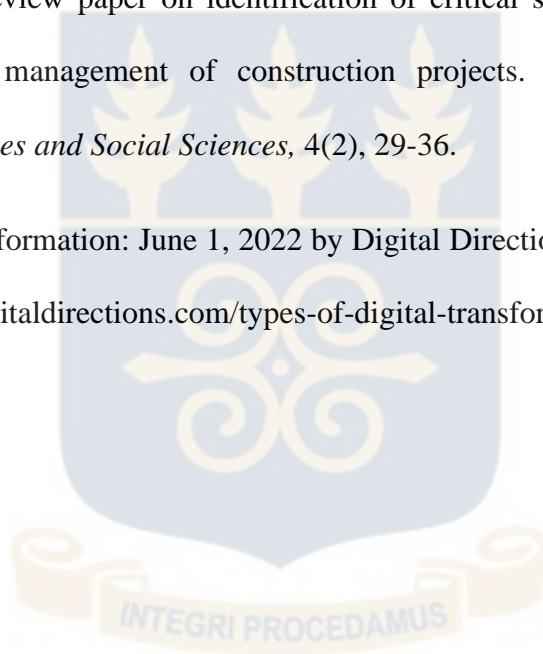 view paper on identification of critical s
management of construction projects.
es and Social Sciences, 4(2), 29-36.
formation: June 1, 2022 by Digital Directio
italdirections.com/types-of-digital-transfor
INTEGRI PROCEDAMUS